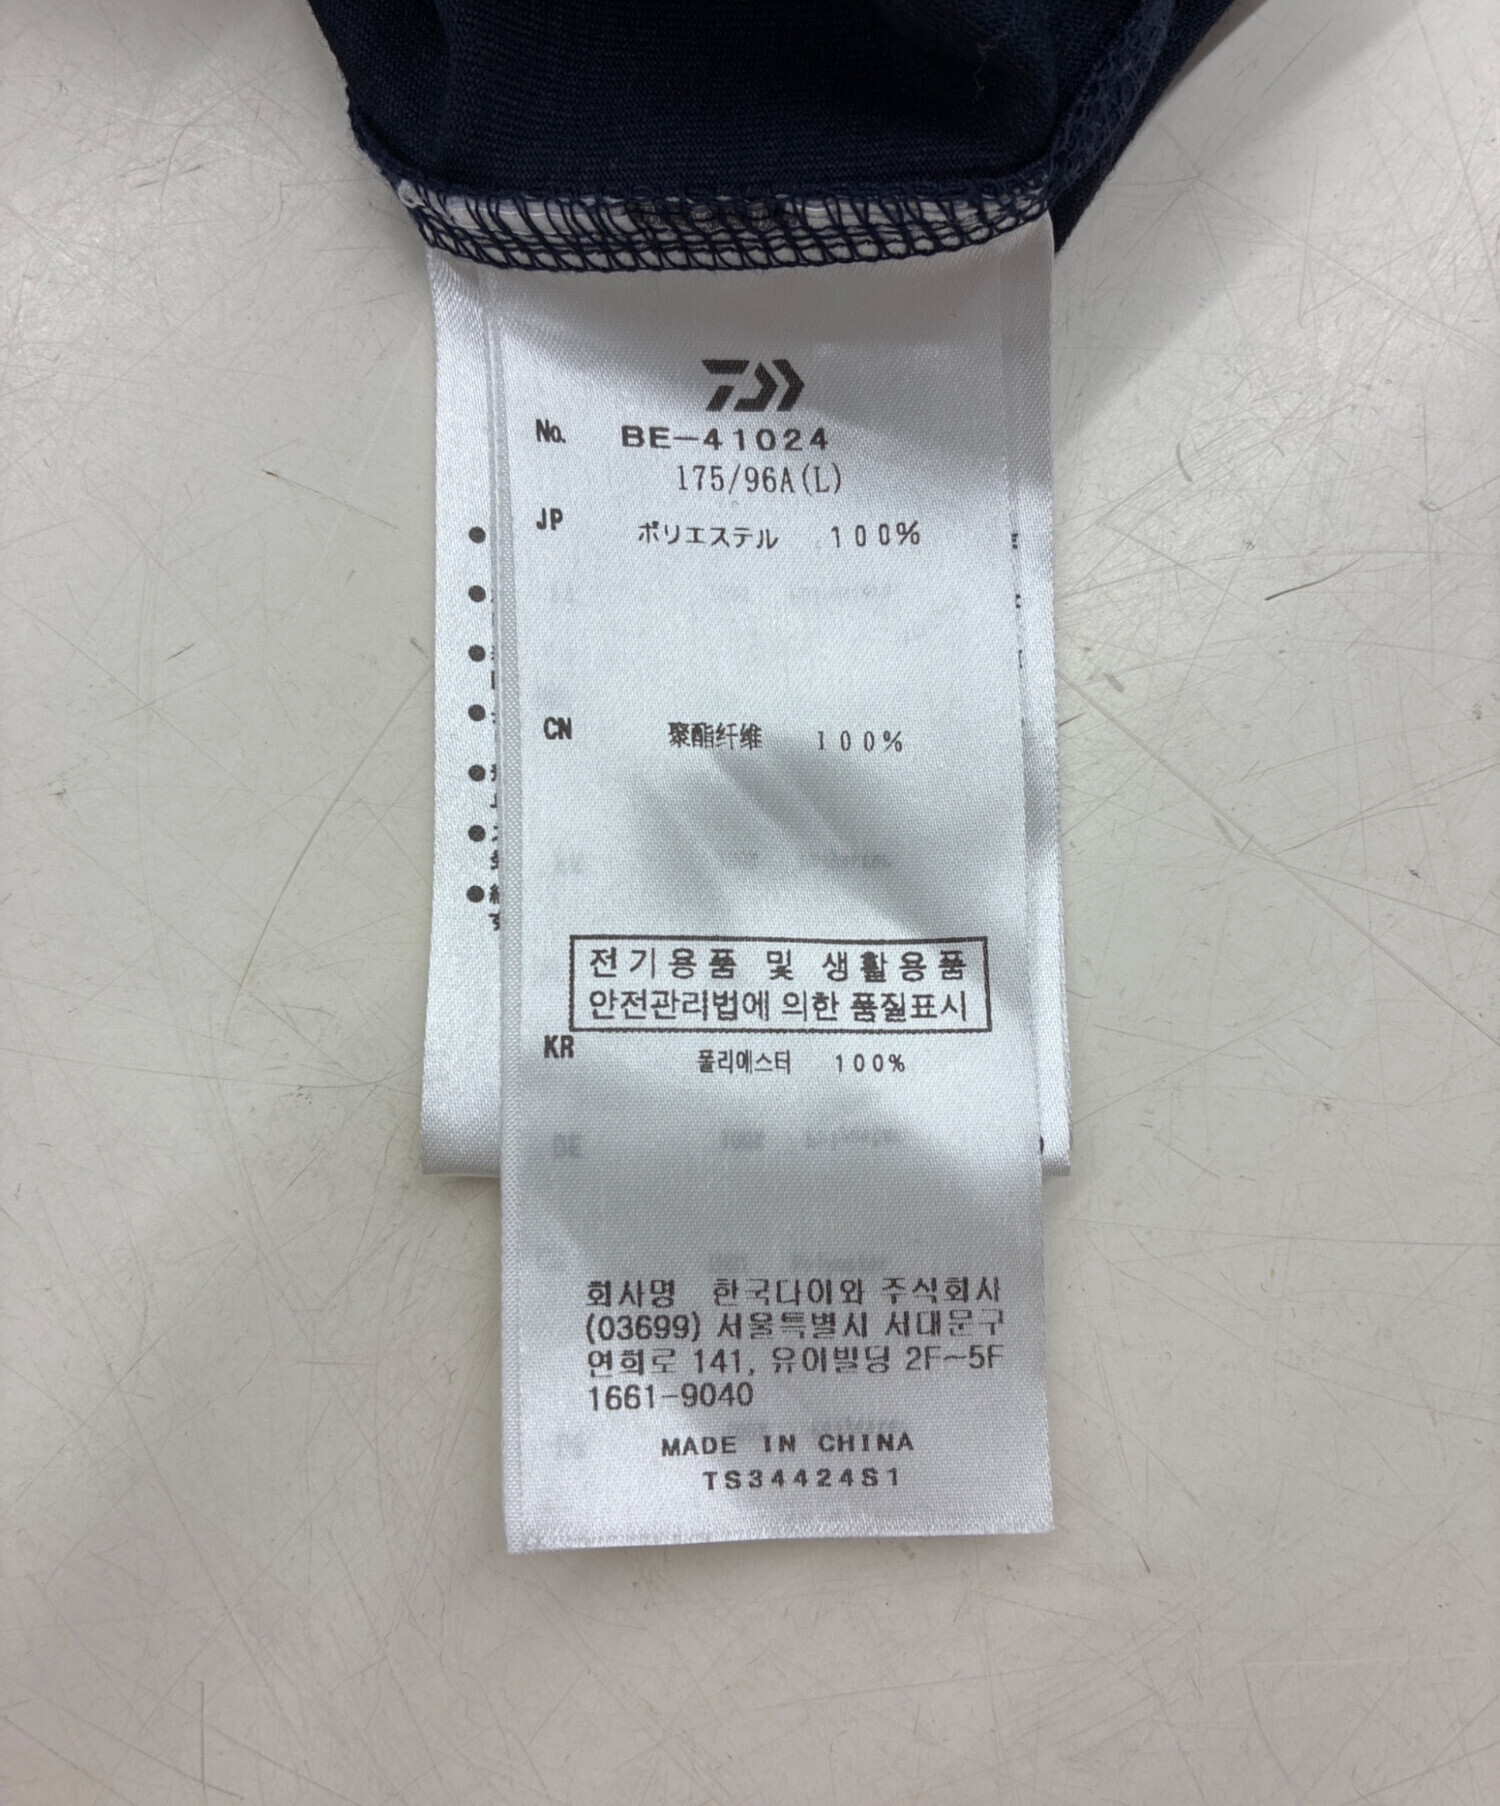 No. BE-41024
175/96A(L)
JP ポリエステル 100%
CN 聚酯纤维 100%
전기용품 및 생활용품
안전관리법에 의한 품질표시
KR 폴리에스터 100%
회사명 한국다이와 주식회사
(03699) 서울특별시 서대문구
연희로 141, 유이빌딩 2F~5F
1661-9040
MADE IN CHINA
TS34424S1